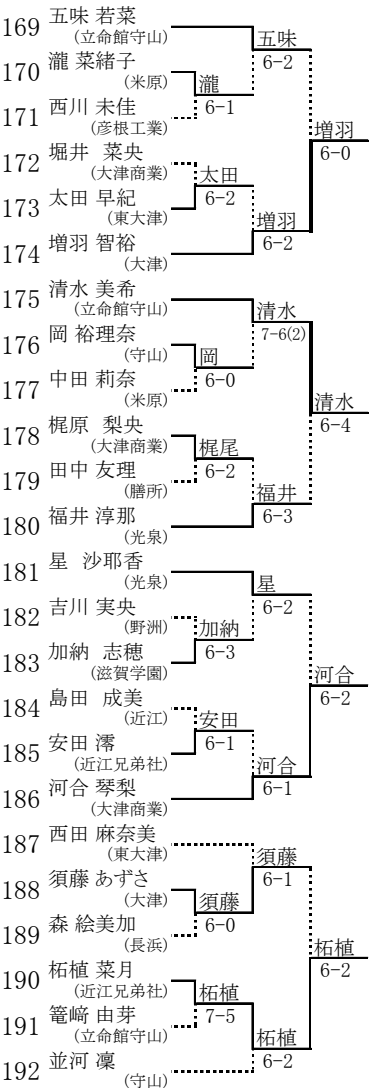 169 五味 若菜
(立命館守山)
170 瀧 菜緒子
(米原)
171 西川 未佳
(彦根工業)
172 堀井 菜央
(大津商業)
173 太田 早紀
(東大津)
174 増羽 智裕
(大津)
五味
6-2
瀧
6-1
太田
6-2
増羽
6-2
増羽
6-0
175 清水 美希
(立命館守山)
176 岡 裕理奈
(守山)
177 中田 莉奈
(米原)
178 梶原 梨央
(大津商業)
179 田中 友理
(膳所)
180 福井 淳那
(光泉)
清水
7-6(2)
岡
6-0
梶尾
6-2
福井
6-3
清水
6-4
181 星 沙耶香
(光泉)
182 吉川 実央
(野洲)
183 加納 志穂
(滋賀学園)
184 島田 成美
(近江)
185 安田 澪
(近江兄弟社)
186 河合 琴梨
(大津商業)
星
6-2
加納
6-3
安田
6-1
河合
6-1
河合
6-2
187 西田 麻奈美
(東大津)
188 須藤 あずさ
(大津)
189 森 絵美加
(長浜)
190 柘植 菜月
(近江兄弟社)
191 篭﨑 由芽
(立命館守山)
192 並河 凜
(守山)
須藤
6-1
須藤
6-0
柘植
7-5
柘植
6-2
柘植
6-2